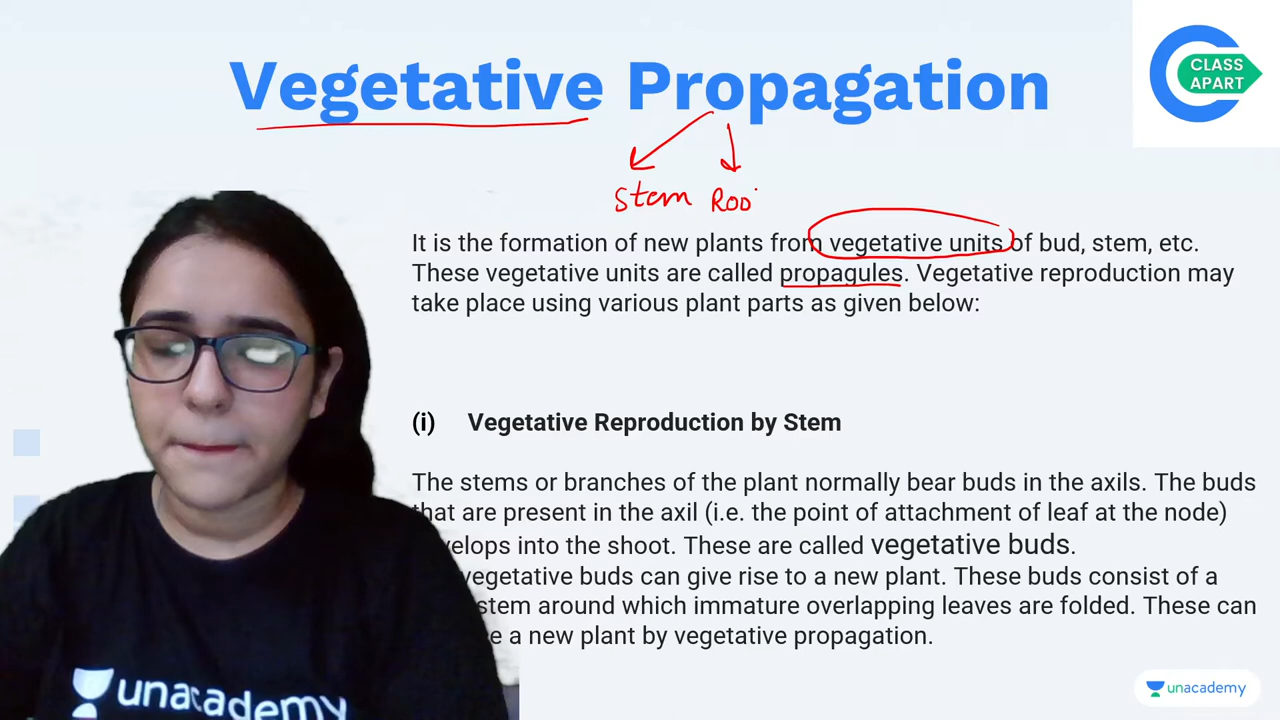 CLASS
APART
Vegetative Propagation
Stem Roo
It is the formation of new plants from vegetative units of bud, stem, etc.
These vegetative units are called propagules. Vegetative reproduction may
take place using various plant parts as given below:
(i) Vegetative Reproduction by Stem
The stems or branches of the plant normally bear buds in the axils. The buds
that are present in the axil (i.e. the point of attachment of leaf at the node)
velops into the shoot. These are called vegetative buds.
vegetative buds can give rise to a new plant. These buds consist of a
stem around which immature overlapping leaves are folded. These can
e a new plant by vegetative propagation.
unacademy
unacademy